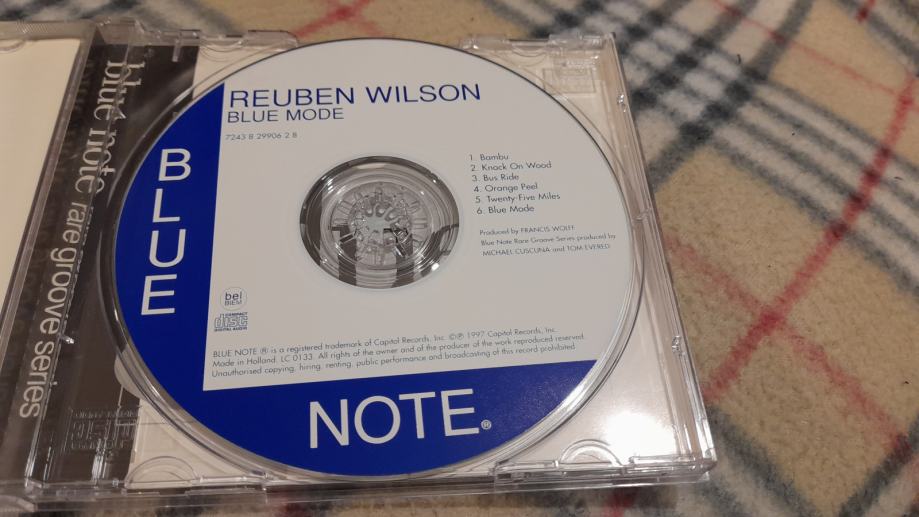 blue note rare groove series
REUBEN WILSON
BLUE MODE
7243 8 29906 2 8
BLUE
1. Bambu
2. Knock On Wood
3. Bus Ride
4. Orange Peel
5. Twenty-Five Miles
6. Blue Mode
Produced by FRANCIS WOLFF
Blue Note Rare Groove Series produced by
MICHAEL CUSCUNA and TOM EVERED
bel
BIEM
COMPACT
disc
DIGITAL AUDIO
BLUE NOTE ® is a registered trademark of Capitol Records, Inc. ©℗ 1997 Capitol Records, Inc.
Made in Holland. LC 0133. All rights of the owner and of the producer of the work reproduced reserved.
Unauthorised copying, hiring, renting, public performance and broadcasting of this record prohibited.
NOTE®